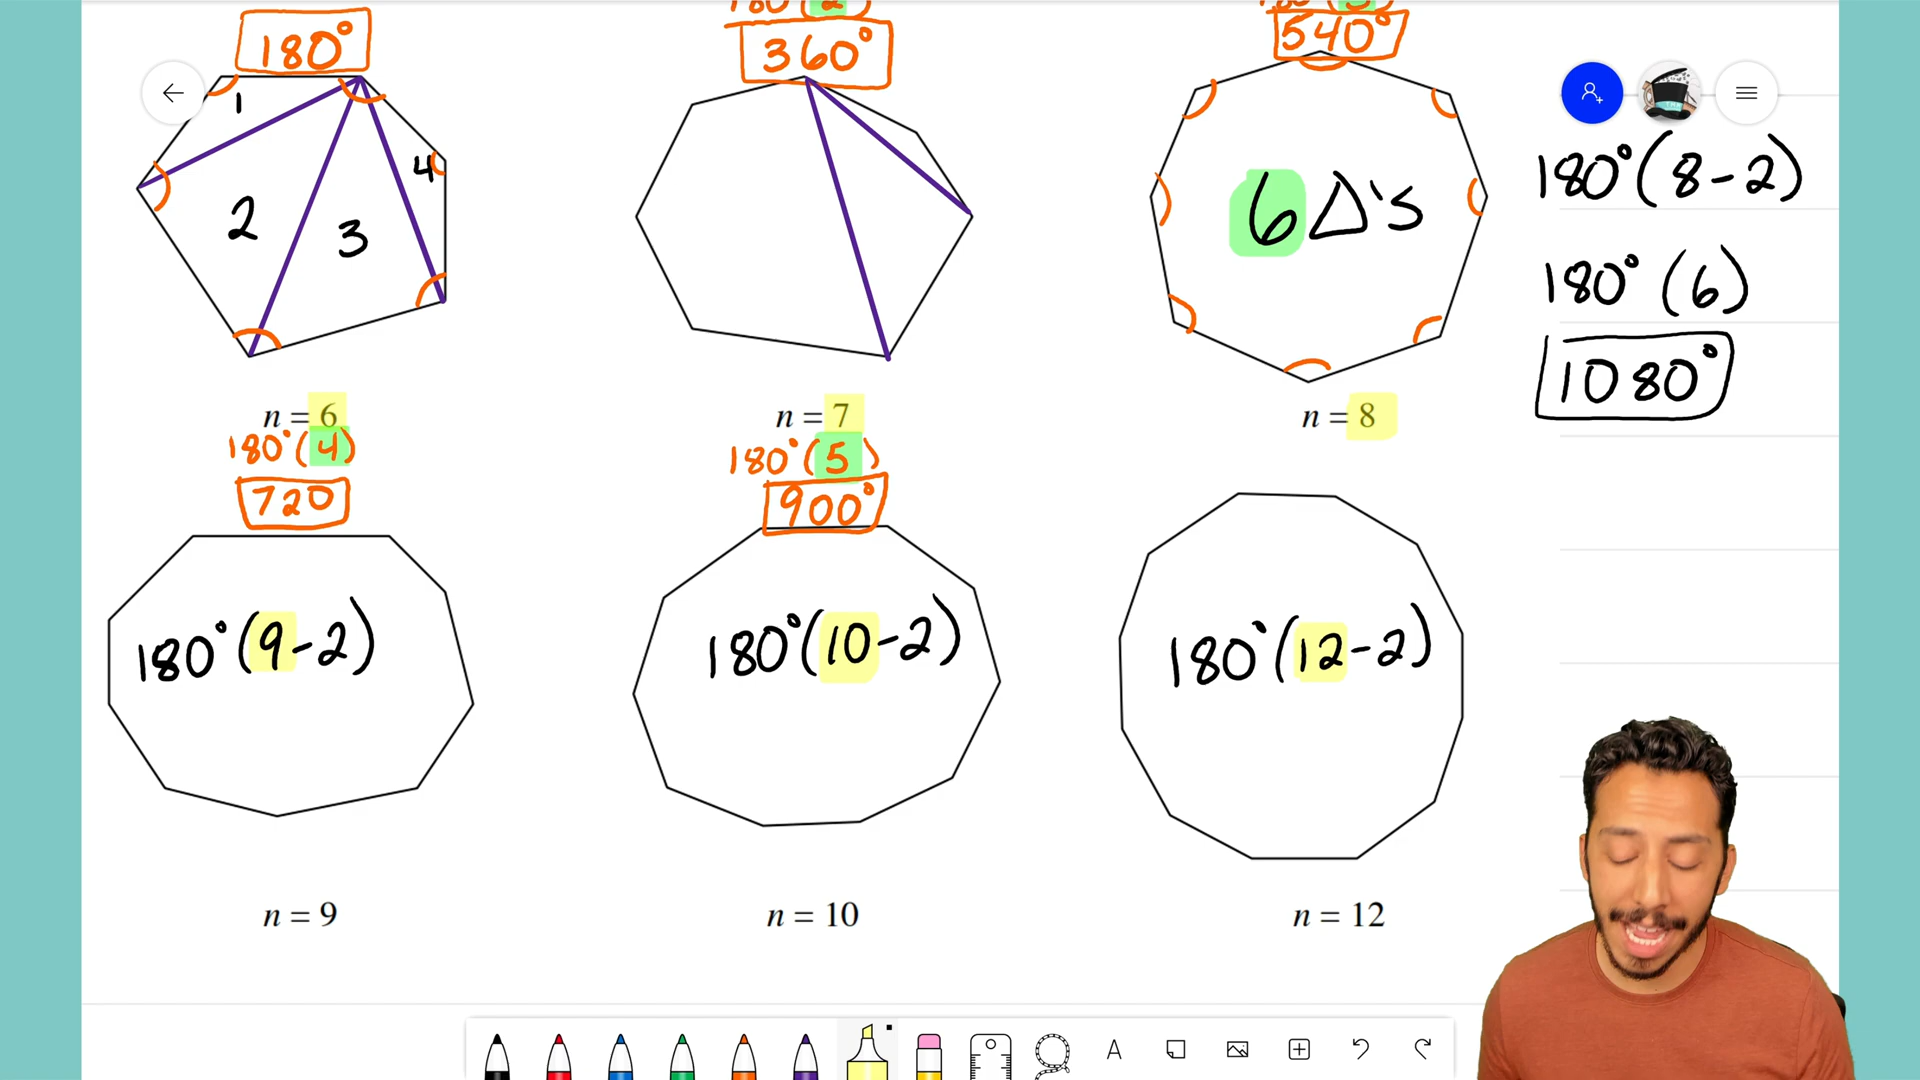 180°
360°
540°
1
2
3
4
6 Δ's
180°(8-2)
180° (6)
1080°
n = 6
n = 7
n = 8
180°(4)
180°(5)
720
900°
180°(9-2)
180°(10-2)
180°(12-2)
n = 9
n = 10
n = 12
A